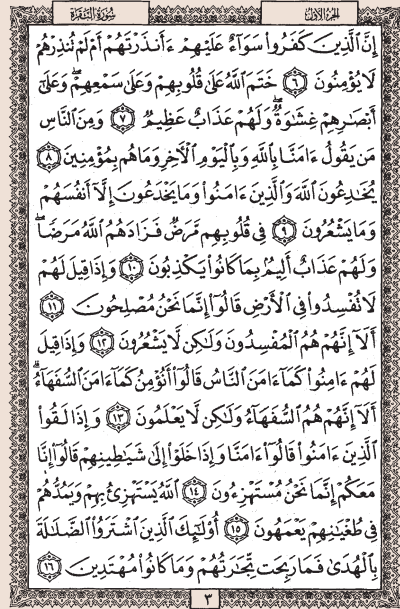 سورة البقرة الجزء الأول
إِنَّ ٱلَّذِينَ كَفَرُوا۟ سَوَآءٌ عَلَيْهِمْ ءَأَنذَرْتَهُمْ أَمْ لَمْ تُنذِرْهُمْ
لَا يُؤْمِنُونَ ٦ خَتَمَ ٱللَّهُ عَلَىٰ قُلُوبِهِمْ وَعَلَىٰ سَمْعِهِمْ ۖ وَعَلَىٰٓ
أَبْصَٰرِهِمْ غِشَٰوَةٌ ۖ وَلَهُمْ عَذَابٌ عَظِيمٌ ٧ وَمِنَ ٱلنَّاسِ
مَن يَقُولُ ءَامَنَّا بِٱللَّهِ وَبِٱلْيَوْمِ ٱلْءَاخِرِ وَمَا هُم بِمُؤْمِنِينَ ٨
يُخَٰدِعُونَ ٱللَّهَ وَٱلَّذِينَ ءَامَنُوا۟ وَمَا يَخْدَعُونَ إِلَّآ أَنفُسَهُمْ
وَمَا يَشْعُرُونَ ٩ فِى قُلُوبِهِم مَّرَضٌ فَزَادَهُمُ ٱللَّهُ مَرَضًا ۖ
وَلَهُمْ عَذَابٌ أَلِيمٌۢ بِمَا كَانُوا۟ يَكْذِبُونَ ١٠ وَإِذَا قِيلَ لَهُمْ
لَا تُفْسِدُوا۟ فِى ٱلْأَرْضِ قَالُوٓا۟ إِنَّمَا نَحْنُ مُصْلِحُونَ ١١
أَلَآ إِنَّهُمْ هُمُ ٱلْمُفْسِدُونَ وَلَٰكِن لَّا يَشْعُرُونَ ١٢ وَإِذَا قِيلَ
لَهُمْ ءَامِنُوا۟ كَمَآ ءَامَنَ ٱلنَّاسُ قَالُوٓا۟ أَنُؤْمِنُ كَمَآ ءَامَنَ ٱلسُّفَهَآءُ ۗ
أَلَآ إِنَّهُمْ هُمُ ٱلسُّفَهَآءُ وَلَٰكِن لَّا يَعْلَمُونَ ١٣ وَإِذَا لَقُوا۟
ٱلَّذِينَ ءَامَنُوا۟ قَالُوٓا۟ ءَامَنَّا وَإِذَا خَلَوْا۟ إِلَىٰ شَيَٰطِينِهِمْ قَالُوٓا۟ إِنَّا
مَعَكُمْ إِنَّمَا نَحْنُ مُسْتَهْزِءُونَ ١٤ ٱللَّهُ يَسْتَهْزِئُ بِهِمْ وَيَمُدُّهُمْ
فِى طُغْيَٰنِهِمْ يَعْمَهُونَ ١٥ أُو۟لَٰٓئِكَ ٱلَّذِينَ ٱشْتَرَوُا۟ ٱلضَّلَٰلَةَ
بِٱلْهُدَىٰ فَمَا رَبِحَت تِّجَٰرَتُهُمْ وَمَا كَانُوا۟ مُهْتَدِينَ ١٦
٣